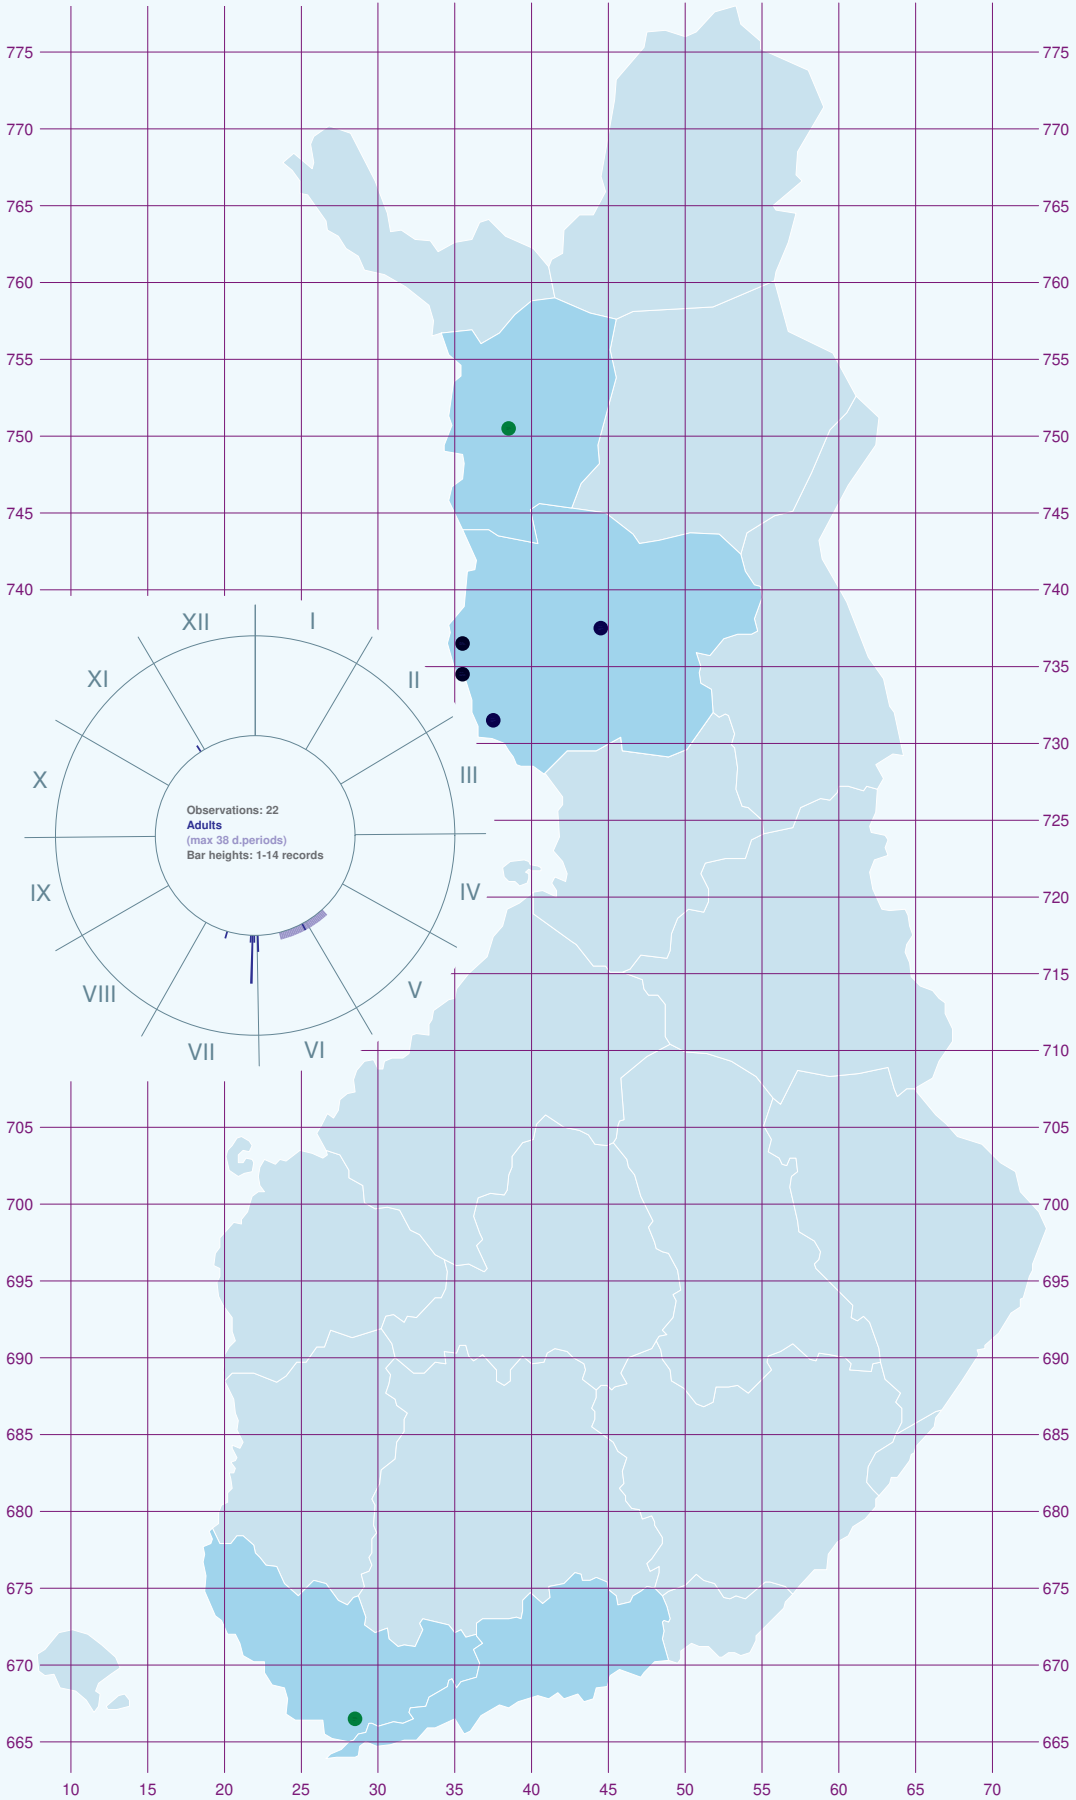 775 775
770 770
765 765
760 760
755 755
750 750
745 745
740 740
XII I
XI II
735
730
X III
Observations: 22
Adults
(max 38 d.periods)
Bar heights: 1-14 records
725
IX IV
720
VIII V
715
VII VI
710
705 705
700 700
695 695
690 690
685 685
680 680
675 675
670 670
665 665
10 15 20 25 30 35 40 45 50 55 60 65 70